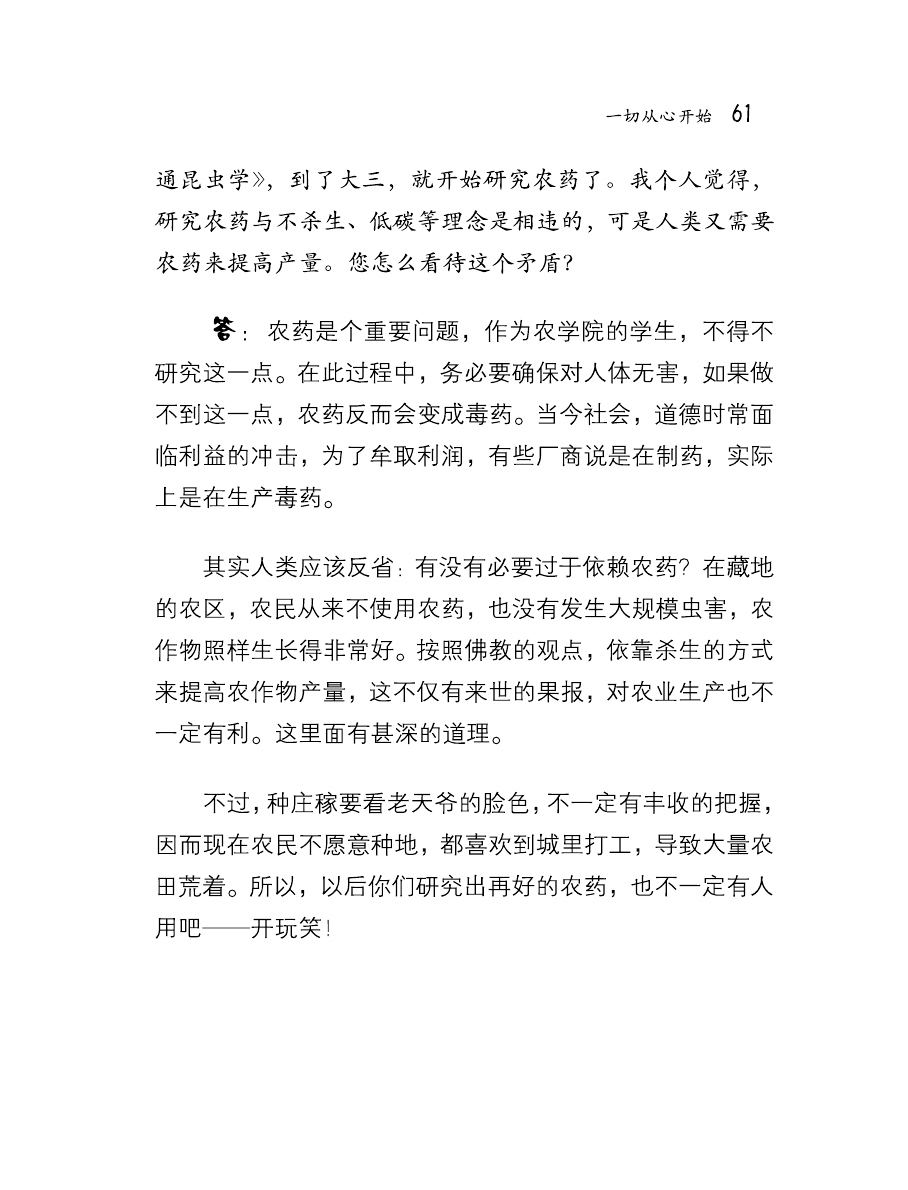 一切从心开始 61
通昆虫学》，到了大三，就开始研究农药了。我个人觉得，
研究农药与不杀生、低碳等理念是相违的，可是人类又需要
农药来提高产量。您怎么看待这个矛盾？
答：农药是个重要问题，作为农学院的学生，不得不
研究这一点。在此过程中，务必要确保对人体无害，如果做
不到这一点，农药反而会变成毒药。当今社会，道德时常面
临利益的冲击，为了牟取利润，有些厂商说是在制药，实际
上是在生产毒药。
其实人类应该反省：有没有必要过于依赖农药？在藏地
的农区，农民从来不使用农药，也没有发生大规模虫害，农
作物照样生长得非常好。按照佛教的观点，依靠杀生的方式
来提高农作物产量，这不仅有来世的果报，对农业生产也不
一定有利。这里面有甚深的道理。
不过，种庄稼要看老天爷的脸色，不一定有丰收的把握，
因而现在农民不愿意种地，都喜欢到城里打工，导致大量农
田荒着。所以，以后你们研究出再好的农药，也不一定有人
用吧——开玩笑！